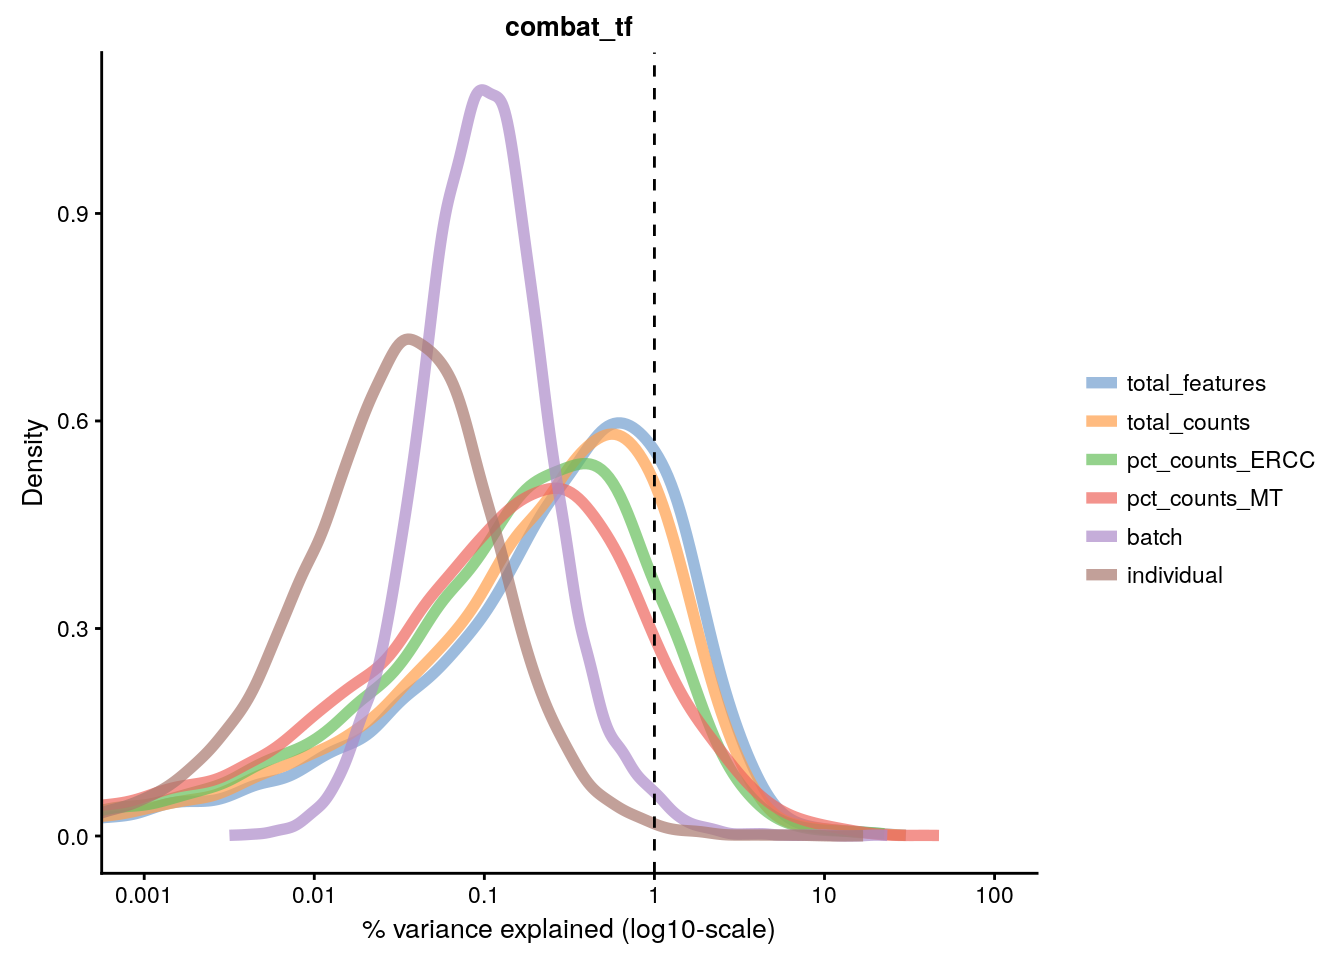 combat_tf
Density
0.9
0.6
0.3
0.0
0.001 0.01 0.1 1 10 100
% variance explained (log10-scale)
total_features
total_counts
pct_counts_ERCC
pct_counts_MT
batch
individual